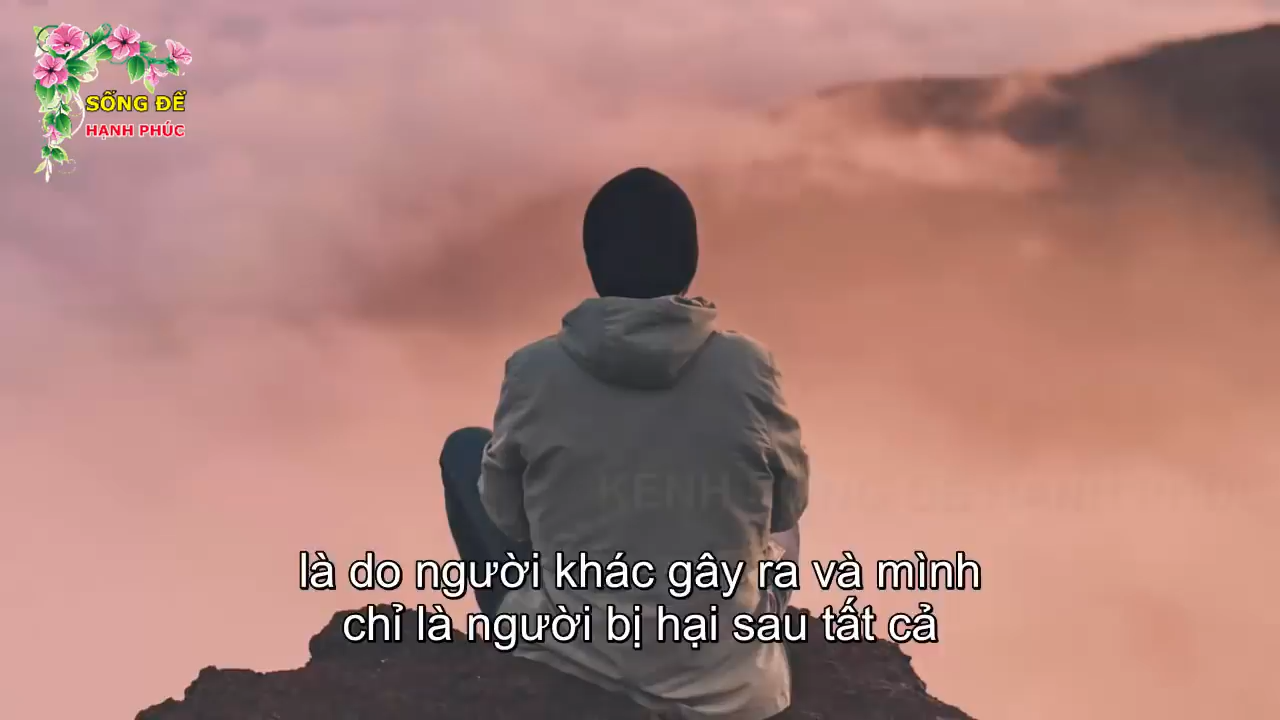 SỐNG ĐỂ
HẠNH PHÚC
KENH
là do người khác gây ra và mình
chỉ là người bị hại sau tất cả